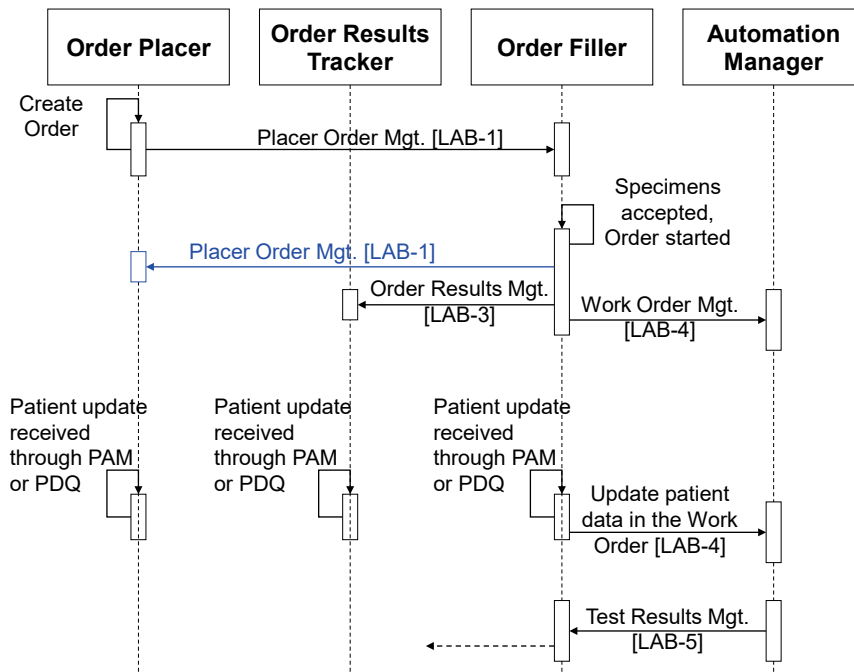 Order Placer
Order Results
Tracker
Order Filler
Automation
Manager
Create
Order
Placer Order Mgt. [LAB-1]
Specimens
accepted,
Order started
Placer Order Mgt. [LAB-1]
Order Results Mgt.
[LAB-3]
Work Order Mgt.
[LAB-4]
Patient update
received
through PAM
or PDQ
Patient update
received
through PAM
or PDQ
Patient update
received
through PAM
or PDQ
Update patient
data in the Work
Order [LAB-4]
Test Results Mgt.
[LAB-5]